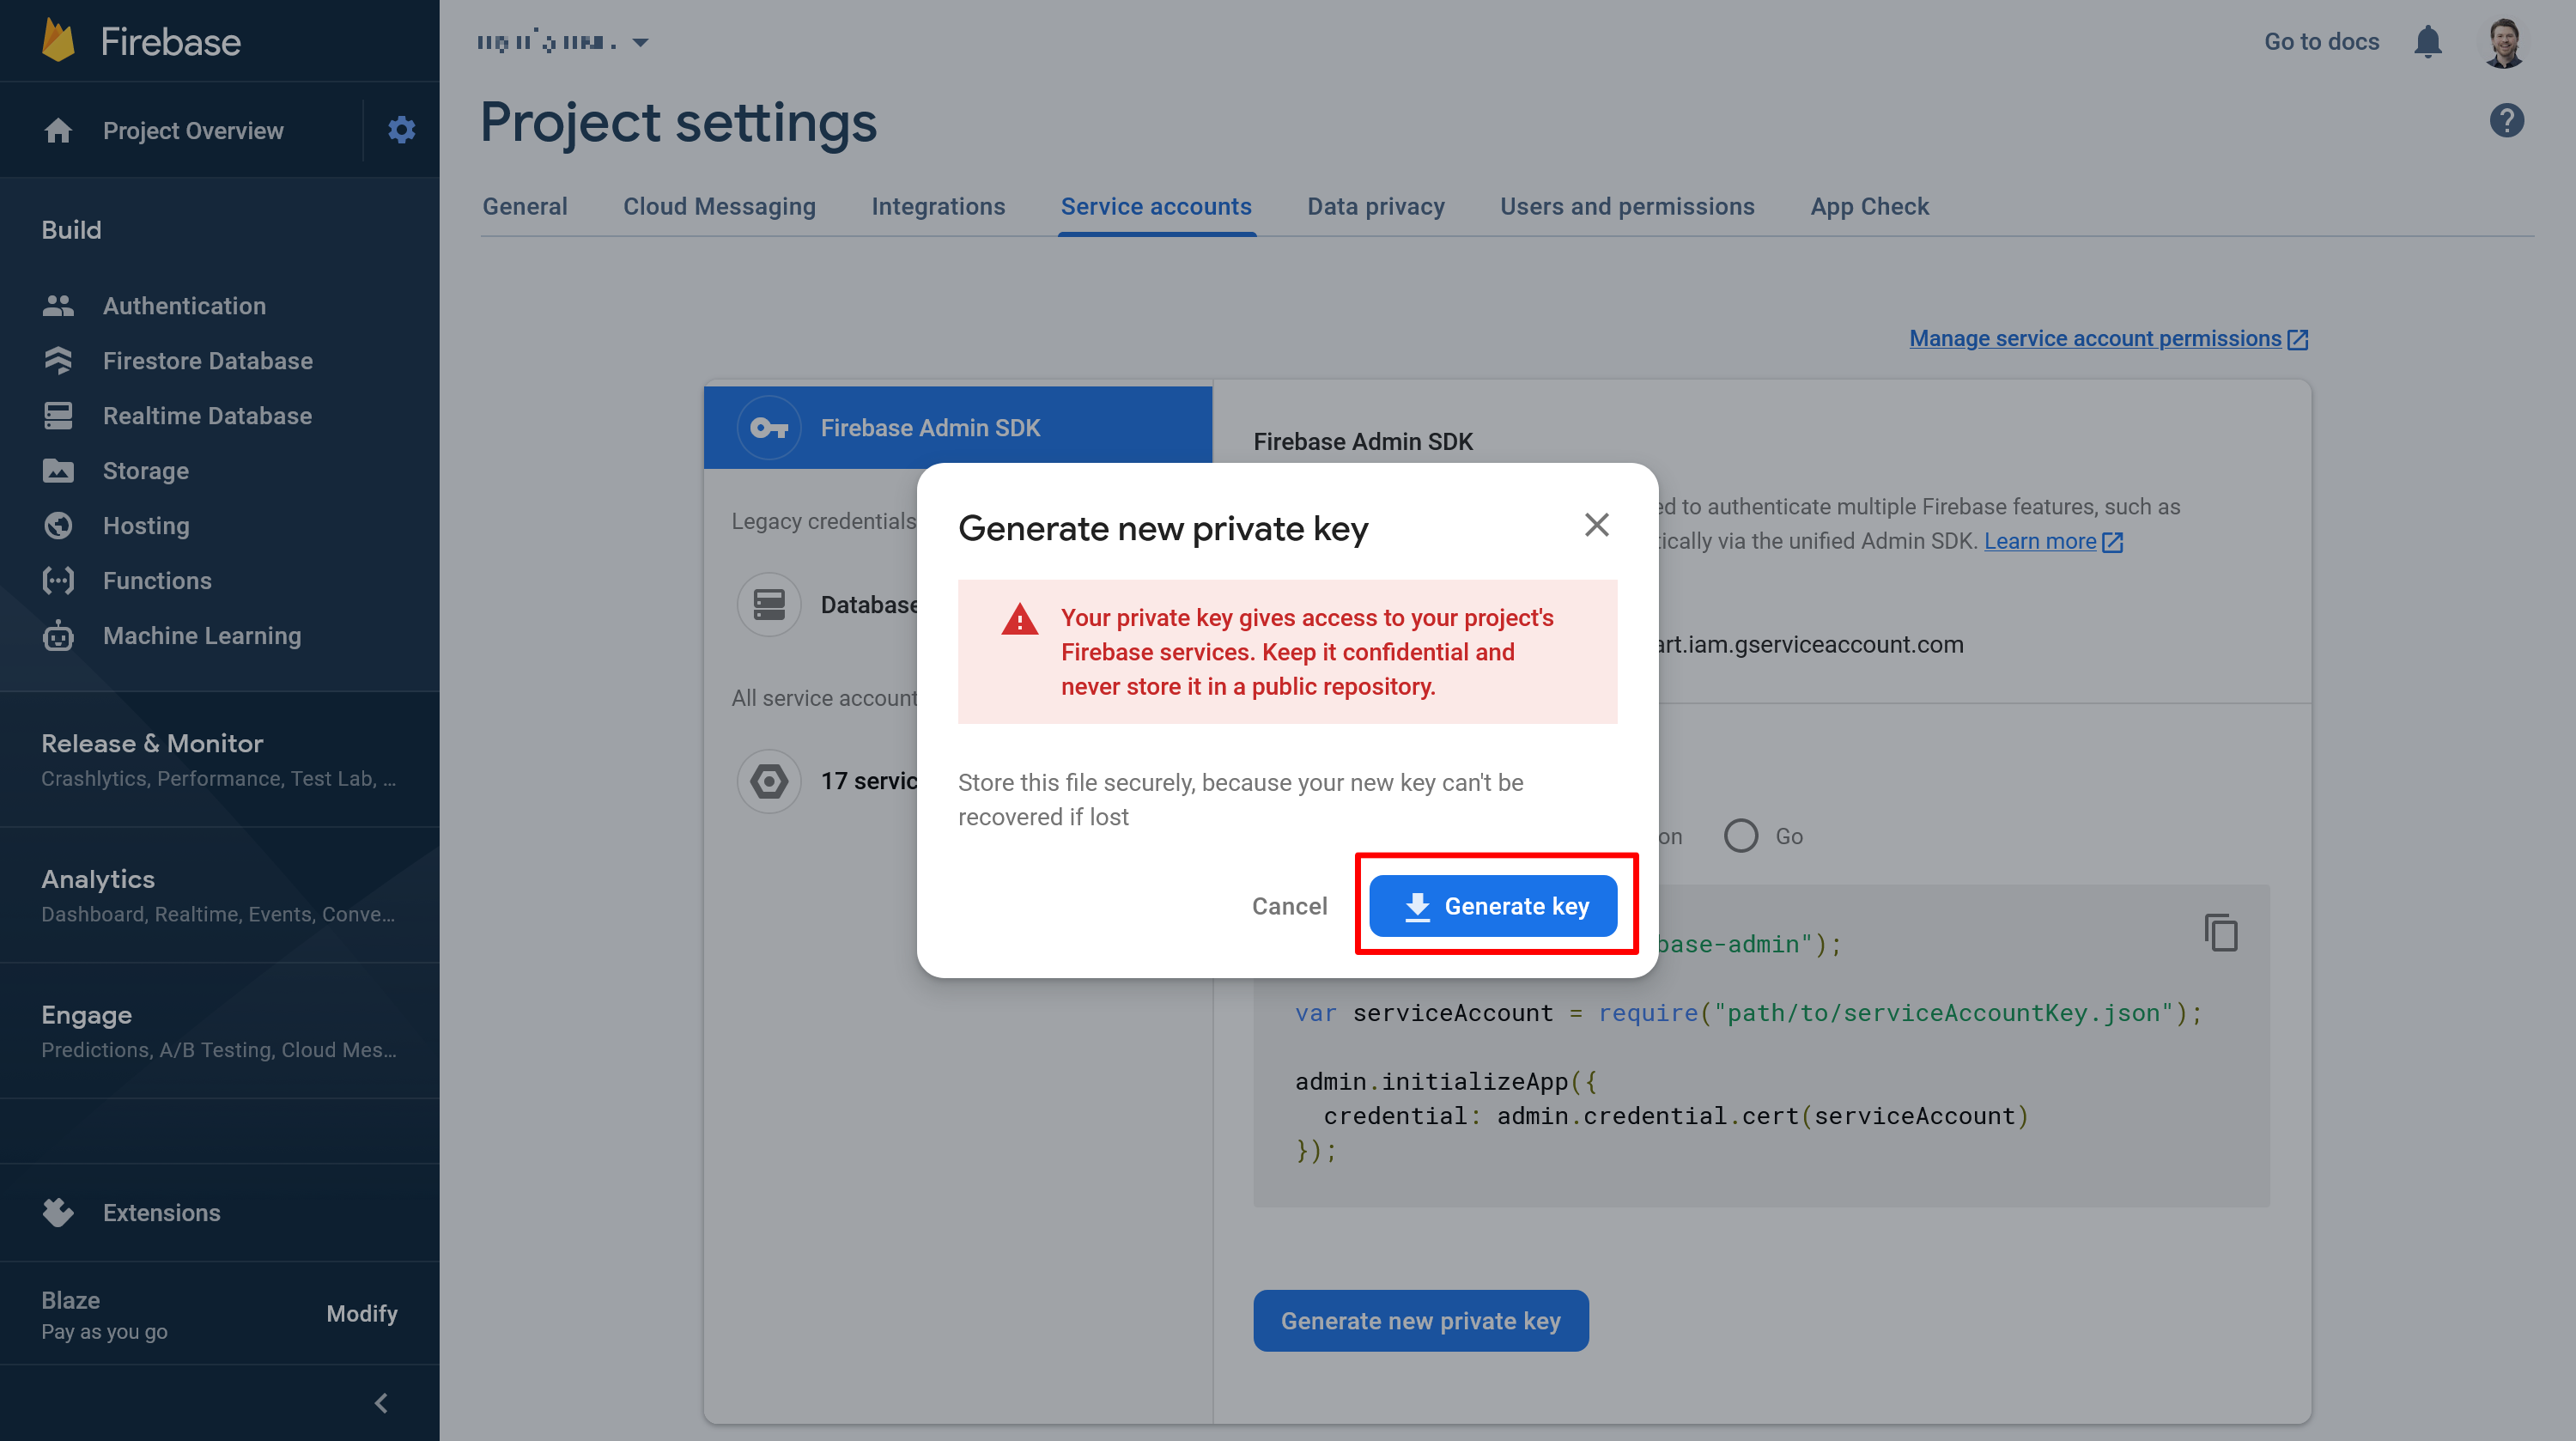 Firebase
Go to docs
Project Overview
Project settings
General Cloud Messaging Integrations Service accounts Data privacy Users and permissions App Check
Build
Authentication
Firestore Database
Realtime Database
Storage
Hosting
Functions
Machine Learning
Release & Monitor
Crashlytics, Performance, Test Lab, ...
Analytics
Dashboard, Realtime, Events, Conve...
Engage
Predictions, A/B Testing, Cloud Mes...
Extensions
Blaze
Pay as you go
Modify
Manage service account permissions
Firebase Admin SDK
Legacy credentials
Database
All service account
17 servic
Firebase Admin SDK
ed to authenticate multiple Firebase features, such as
tically via the unified Admin SDK. Learn more
art.iam.gserviceaccount.com
on Go
base-admin");
var serviceAccount = require("path/to/serviceAccountKey.json");
admin.initializeApp({
credential: admin.credential.cert(serviceAccount)
});
Generate new private key
Generate new private key
Your private key gives access to your project's
Firebase services. Keep it confidential and
never store it in a public repository.
Store this file securely, because your new key can't be
recovered if lost
Cancel Generate key